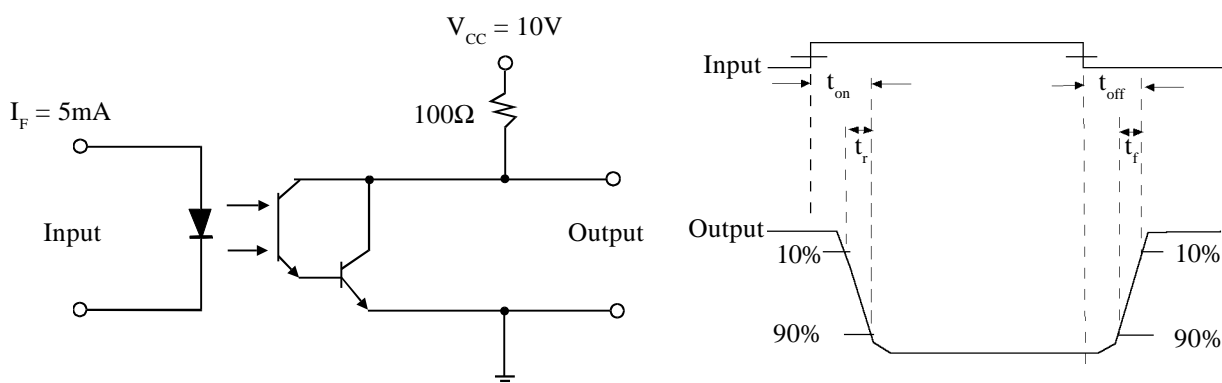 V_CC = 10V
100Ω
I_F = 5mA
Input
Output
Input
t_on
t_off
t_r
t_f
Output
10%
10%
90%
90%